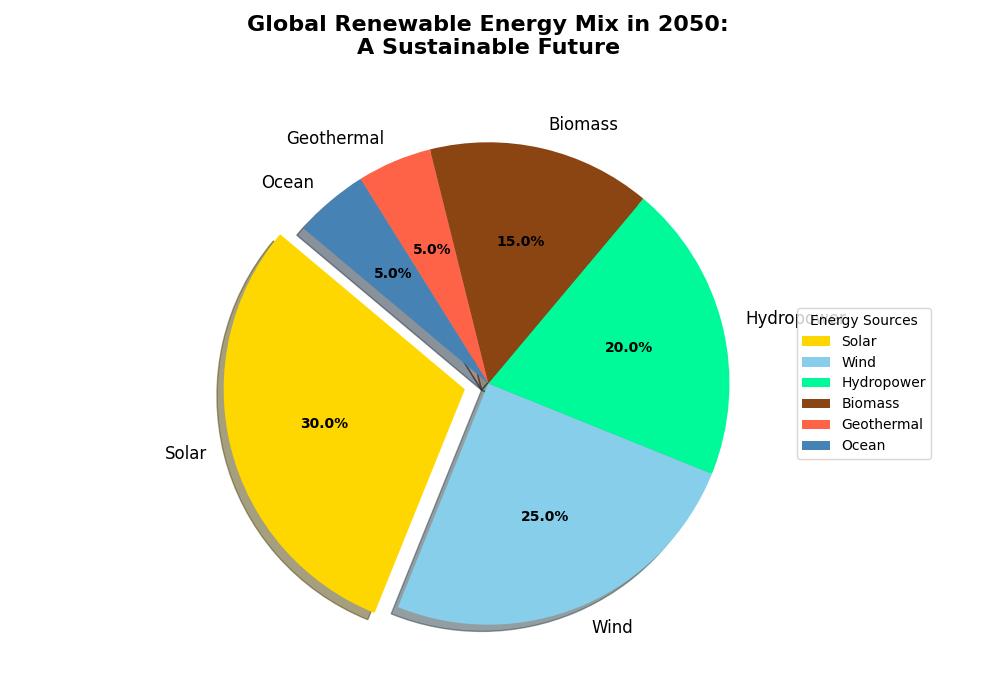 Global Renewable Energy Mix in 2050:
A Sustainable Future
Biomass
Geothermal
Ocean
15.0%
5.0%
5.0%
Hydropower
20.0%
30.0%
Solar
25.0%
Wind
Energy Sources
Solar
Wind
Hydropower
Biomass
Geothermal
Ocean